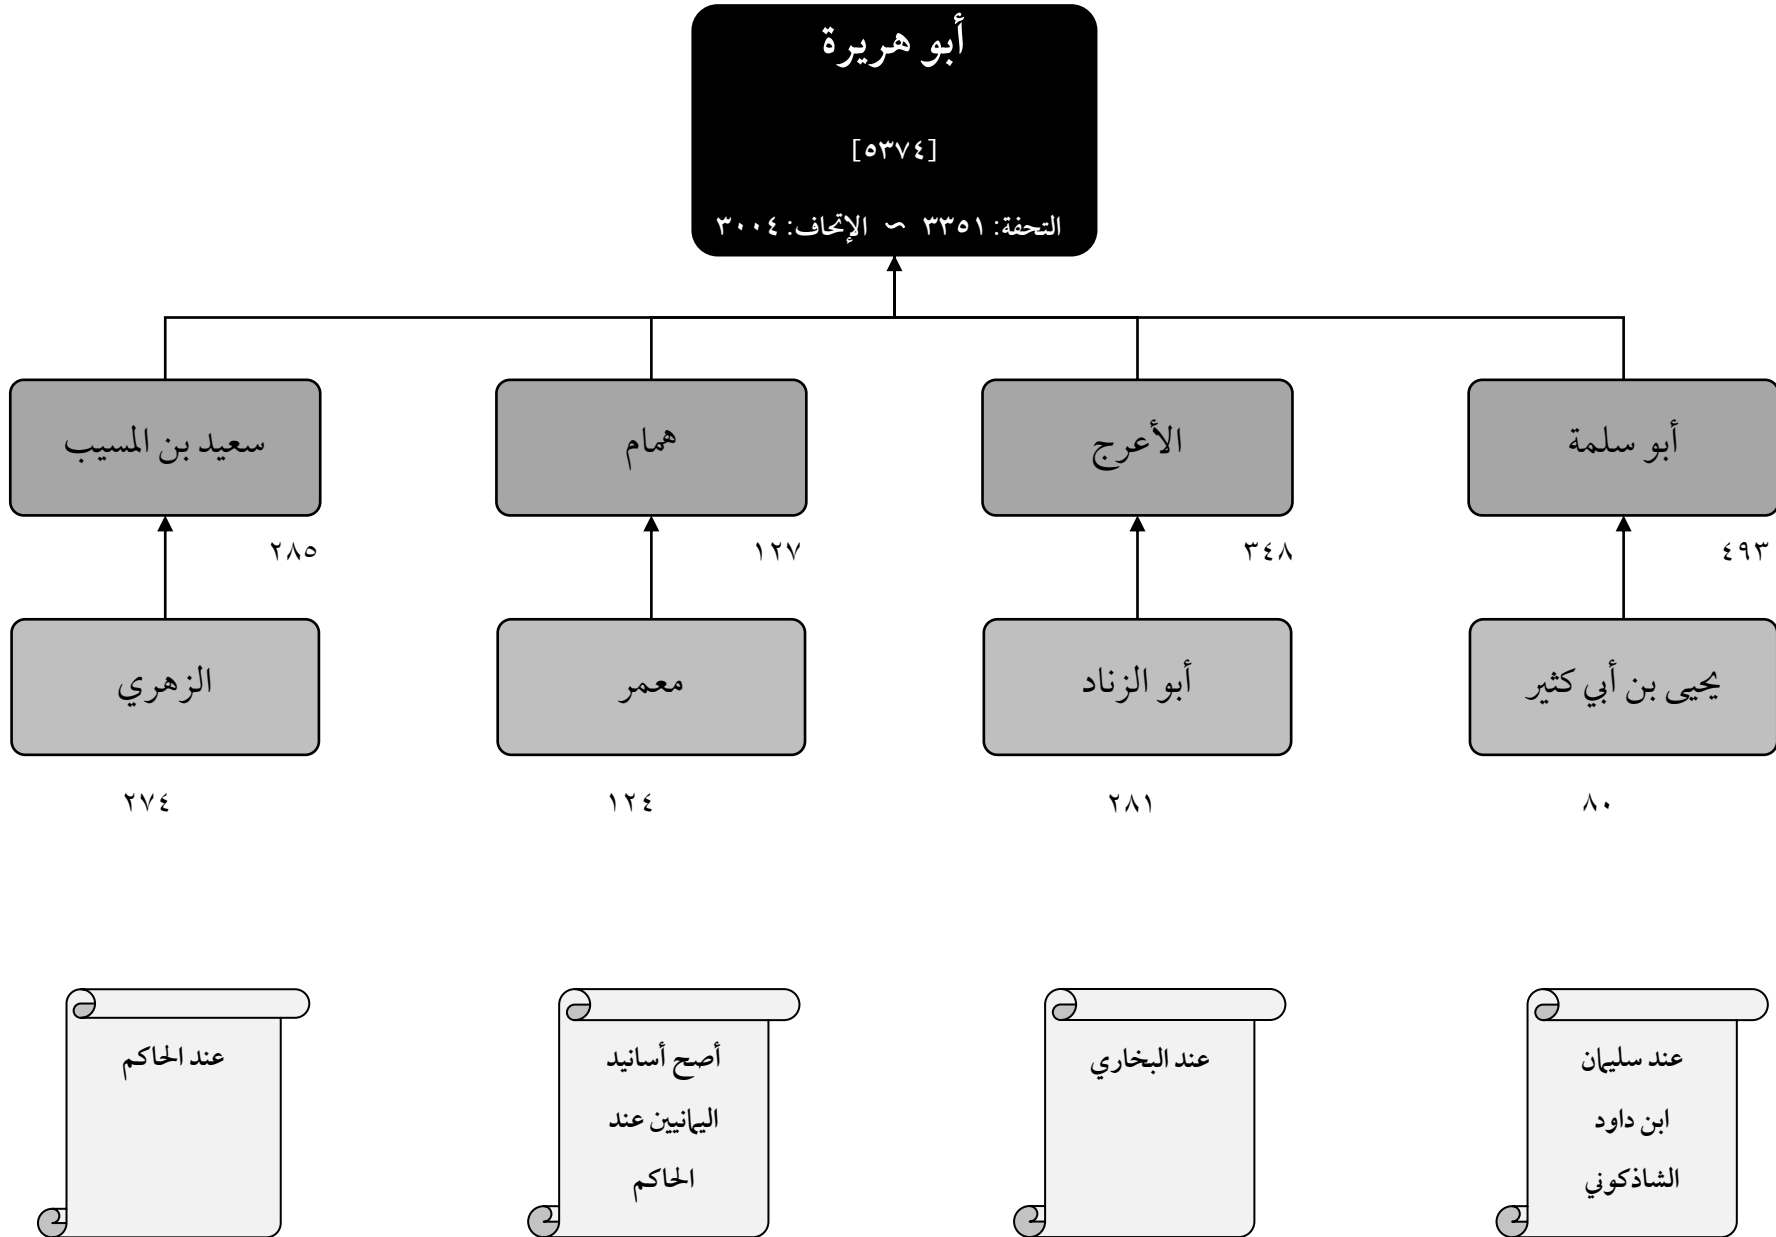 أبو هريرة
[٥٣٧٤]
التحفة: ٣٣٥١ ~ الإتحاف: ٣٠٠٤
أبو سلمة
الأعرج
همام
سعيد بن المسيب
٤٩٣
٣٤٨
١٢٧
٢٨٥
يحيى بن أبي كثير
أبو الزناد
معمر
الزهري
٨٠
٢٨١
١٢٤
٢٧٤
عند سليمان
ابن داود
الشاذكوني
عند البخاري
أصح أسانيد
اليمانيين عند
الحاكم
عند الحاكم